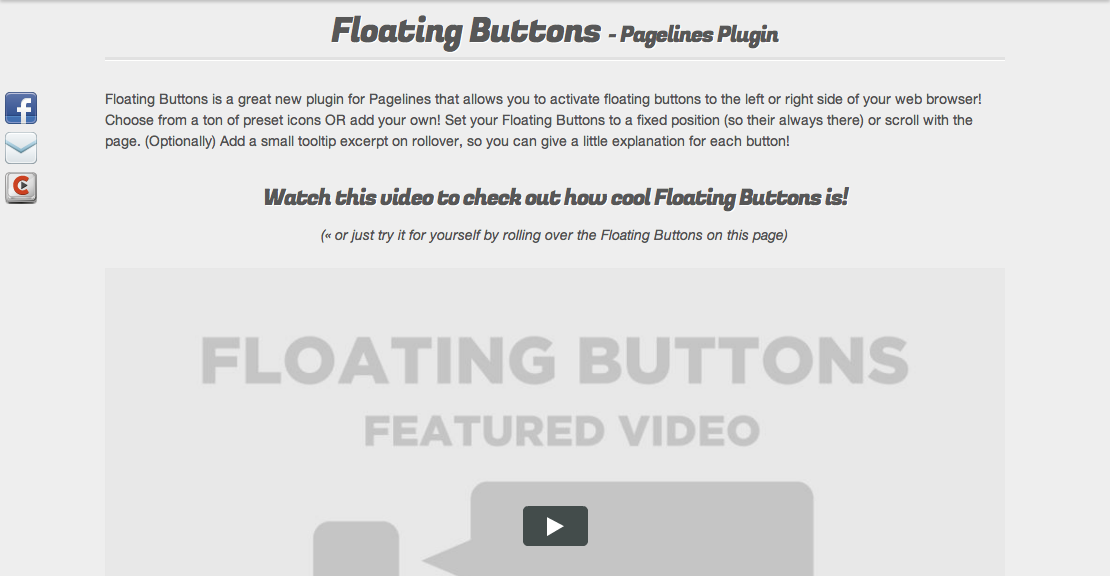 Floating Buttons - Pagelines Plugin
Floating Buttons is a great new plugin for Pagelines that allows you to activate floating buttons to the left or right side of your web browser!
Choose from a ton of preset icons OR add your own! Set your Floating Buttons to a fixed position (so their always there) or scroll with the
page. (Optionally) Add a small tooltip excerpt on rollover, so you can give a little explanation for each button!
Watch this video to check out how cool Floating Buttons is!
(« or just try it for yourself by rolling over the Floating Buttons on this page)
FLOATING BUTTONS
FEATURED VIDEO